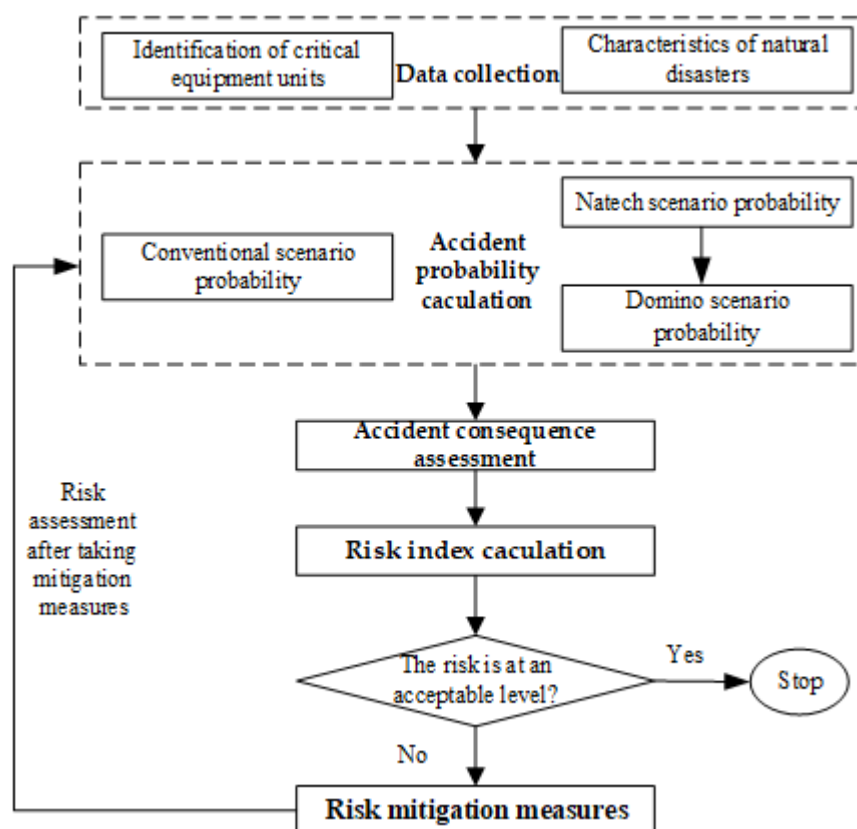 Identification of critical
equipment units
Data collection
Characteristics of natural
disasters
Natech scenario probability
Conventional scenario
probability
Accident
probability
caculation
Domino scenario
probability
Accident consequence
assessment
Risk
assessment
after taking
mitigation
measures
Risk index caculation
The risk is at an
acceptable level?
Yes
Stop
No
Risk mitigation measures